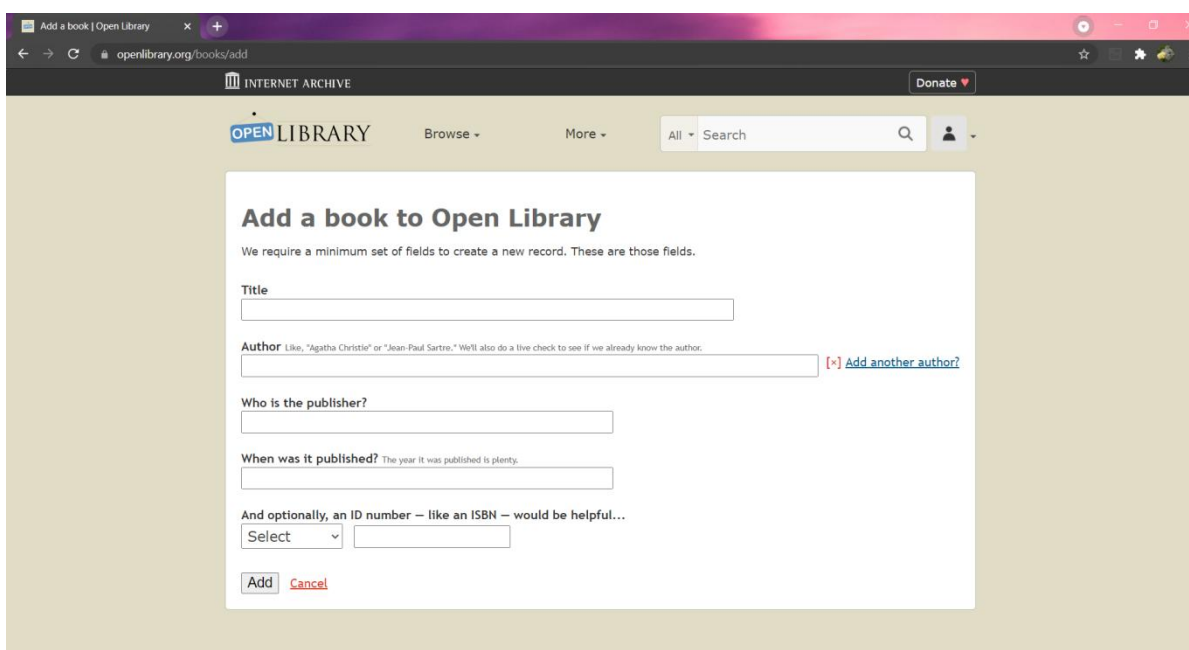 Add a book | Open Library
openlibrary.org/books/add
INTERNET ARCHIVE
Donate ♥
OPEN LIBRARY Browse More All Search
Add a book to Open Library
We require a minimum set of fields to create a new record. These are those fields.
Title
Author Like, "Agatha Christie" or "Jean-Paul Sartre." We'll also do a live check to see if we already know the author.
[×] Add another author?
Who is the publisher?
When was it published? The year it was published is plenty.
And optionally, an ID number — like an ISBN — would be helpful...
Select
Add Cancel